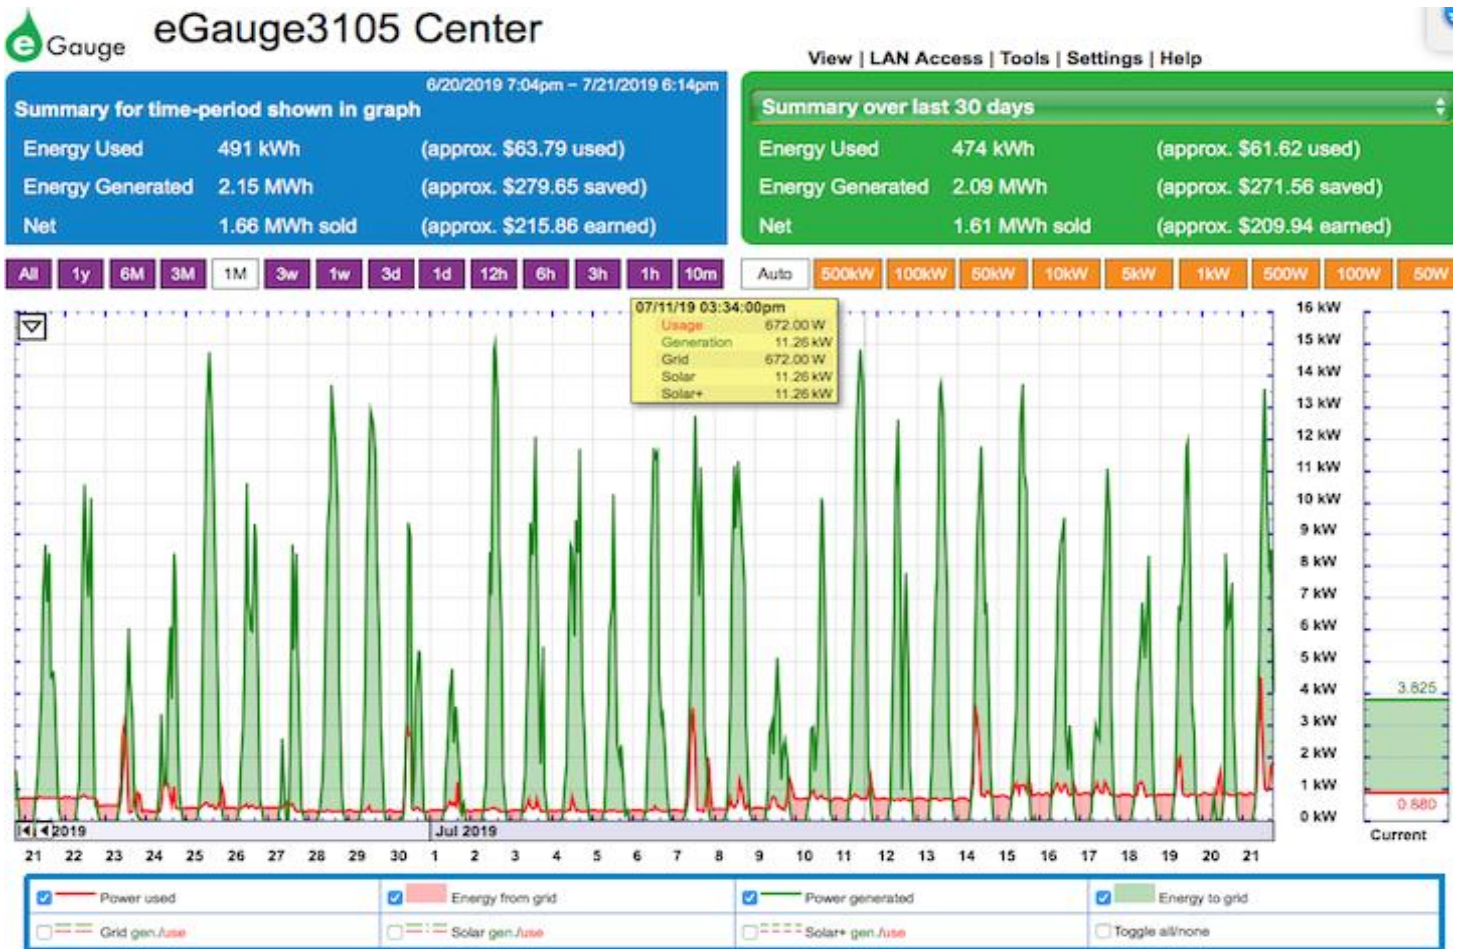 e Gauge
eGauge3105 Center
View | LAN Access | Tools | Settings | Help
6/20/2019 7:04pm – 7/21/2019 6:14pm
Summary for time-period shown in graph
Energy Used 491 kWh (approx. $63.79 used)
Energy Generated 2.15 MWh (approx. $279.65 saved)
Net 1.66 MWh sold (approx. $215.86 earned)
Summary over last 30 days
Energy Used 474 kWh (approx. $61.62 used)
Energy Generated 2.09 MWh (approx. $271.56 saved)
Net 1.61 MWh sold (approx. $209.94 earned)
All 1y 6M 3M 1M 3w 1w 3d 1d 12h 6h 3h 1h 10m Auto 500kW 100kW 50kW 10kW 5kW 1kW 500W 100W 50W
07/11/19 03:34:00pm
Usage 672.00 W
Generation 11.26 kW
Grid 672.00 W
Solar 11.26 kW
Solar+ 11.26 kW
16 kW
15 kW
14 kW
13 kW
12 kW
11 kW
10 kW
9 kW
8 kW
7 kW
6 kW
5 kW
4 kW
3 kW
2 kW
1 kW
0 kW
3.825
0.880
Current
2019 Jul 2019
21 22 23 24 25 26 27 28 29 30 1 2 3 4 5 6 7 8 9 10 11 12 13 14 15 16 17 18 19 20 21
Power used Energy from grid Power generated Energy to grid
Grid gen./use Solar gen./use Solar+ gen./use Toggle all/none